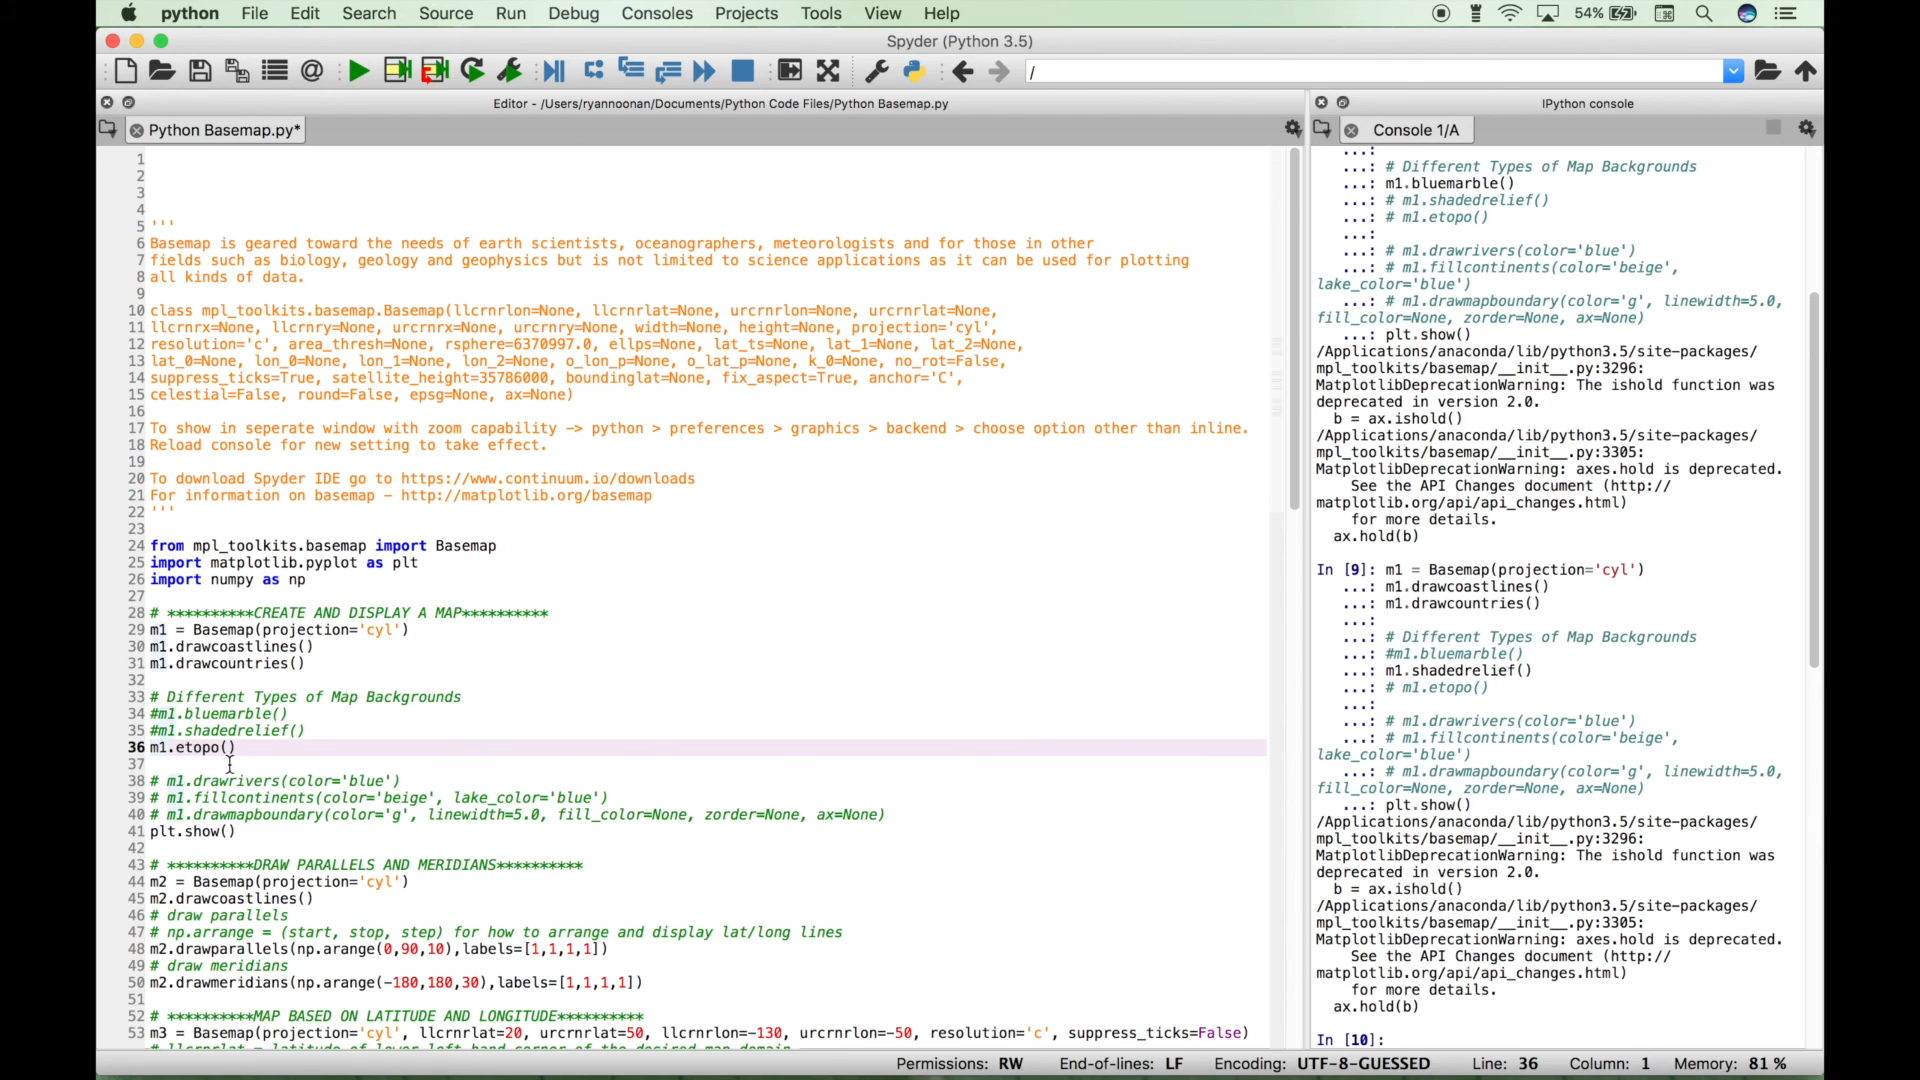 python File Edit Search Source Run Debug Consoles Projects Tools View Help 54%
Spyder (Python 3.5)
/
Editor - /Users/ryannoonan/Documents/Python Code Files/Python Basemap.py
Python Basemap.py*
1
2
3
4
5 '''
6 Basemap is geared toward the needs of earth scientists, oceanographers, meteorologists and for those in other
7 fields such as biology, geology and geophysics but is not limited to science applications as it can be used for plotting
8 all kinds of data.
9
10 class mpl_toolkits.basemap.Basemap(llcrnrlon=None, llcrnrlat=None, urcrnrlon=None, urcrnrlat=None,
11 llcrnrx=None, llcrnry=None, urcrnrx=None, urcrnry=None, width=None, height=None, projection='cyl',
12 resolution='c', area_thresh=None, rsphere=6370997.0, ellps=None, lat_ts=None, lat_1=None, lat_2=None,
13 lat_0=None, lon_0=None, lon_1=None, lon_2=None, o_lon_p=None, o_lat_p=None, k_0=None, no_rot=False,
14 suppress_ticks=True, satellite_height=35786000, boundinglat=None, fix_aspect=True, anchor='C',
15 celestial=False, round=False, epsg=None, ax=None)
16
17 To show in seperate window with zoom capability -> python > preferences > graphics > backend > choose option other than inline.
18 Reload console for new setting to take effect.
19
20 To download Spyder IDE go to https://www.continuum.io/downloads
21 For information on basemap - http://matplotlib.org/basemap
22 '''
23
24 from mpl_toolkits.basemap import Basemap
25 import matplotlib.pyplot as plt
26 import numpy as np
27
28 # **********CREATE AND DISPLAY A MAP**********
29 m1 = Basemap(projection='cyl')
30 m1.drawcoastlines()
31 m1.drawcountries()
32
33 # Different Types of Map Backgrounds
34 #m1.bluemarble()
35 #m1.shadedrelief()
36 m1.etopo()
37
38 # m1.drawrivers(color='blue')
39 # m1.fillcontinents(color='beige', lake_color='blue')
40 # m1.drawmapboundary(color='g', linewidth=5.0, fill_color=None, zorder=None, ax=None)
41 plt.show()
42
43 # **********DRAW PARALLELS AND MERIDIANS**********
44 m2 = Basemap(projection='cyl')
45 m2.drawcoastlines()
46 # draw parallels
47 # np.arrange = (start, stop, step) for how to arrange and display lat/long lines
48 m2.drawparallels(np.arange(0,90,10),labels=[1,1,1,1])
49 # draw meridians
50 m2.drawmeridians(np.arange(-180,180,30),labels=[1,1,1,1])
51
52 # **********MAP BASED ON LATITUDE AND LONGITUDE**********
53 m3 = Basemap(projection='cyl', llcrnrlat=20, urcrnrlat=50, llcrnrlon=-130, urcrnrlon=-50, resolution='c', suppress_ticks=False)
# llcrnrlat = latitude of lower left hand corner of the desired map domain
IPython console
Console 1/A
...:
...: # Different Types of Map Backgrounds
...: m1.bluemarble()
...: # m1.shadedrelief()
...: # m1.etopo()
...:
...: # m1.drawrivers(color='blue')
...: # m1.fillcontinents(color='beige',
lake_color='blue')
...: # m1.drawmapboundary(color='g', linewidth=5.0,
fill_color=None, zorder=None, ax=None)
...: plt.show()
/Applications/anaconda/lib/python3.5/site-packages/
mpl_toolkits/basemap/__init__.py:3296:
MatplotlibDeprecationWarning: The ishold function was
deprecated in version 2.0.
b = ax.ishold()
/Applications/anaconda/lib/python3.5/site-packages/
mpl_toolkits/basemap/__init__.py:3305:
MatplotlibDeprecationWarning: axes.hold is deprecated.
See the API Changes document (http://
matplotlib.org/api/api_changes.html)
for more details.
ax.hold(b)
In [9]: m1 = Basemap(projection='cyl')
...: m1.drawcoastlines()
...: m1.drawcountries()
...:
...: # Different Types of Map Backgrounds
...: #m1.bluemarble()
...: m1.shadedrelief()
...: # m1.etopo()
...:
...: # m1.drawrivers(color='blue')
...: # m1.fillcontinents(color='beige',
lake_color='blue')
...: # m1.drawmapboundary(color='g', linewidth=5.0,
fill_color=None, zorder=None, ax=None)
...: plt.show()
/Applications/anaconda/lib/python3.5/site-packages/
mpl_toolkits/basemap/__init__.py:3296:
MatplotlibDeprecationWarning: The ishold function was
deprecated in version 2.0.
b = ax.ishold()
/Applications/anaconda/lib/python3.5/site-packages/
mpl_toolkits/basemap/__init__.py:3305:
MatplotlibDeprecationWarning: axes.hold is deprecated.
See the API Changes document (http://
matplotlib.org/api/api_changes.html)
for more details.
ax.hold(b)
In [10]:
Permissions: RW End-of-lines: LF Encoding: UTF-8-GUESSED Line: 36 Column: 1 Memory: 81 %